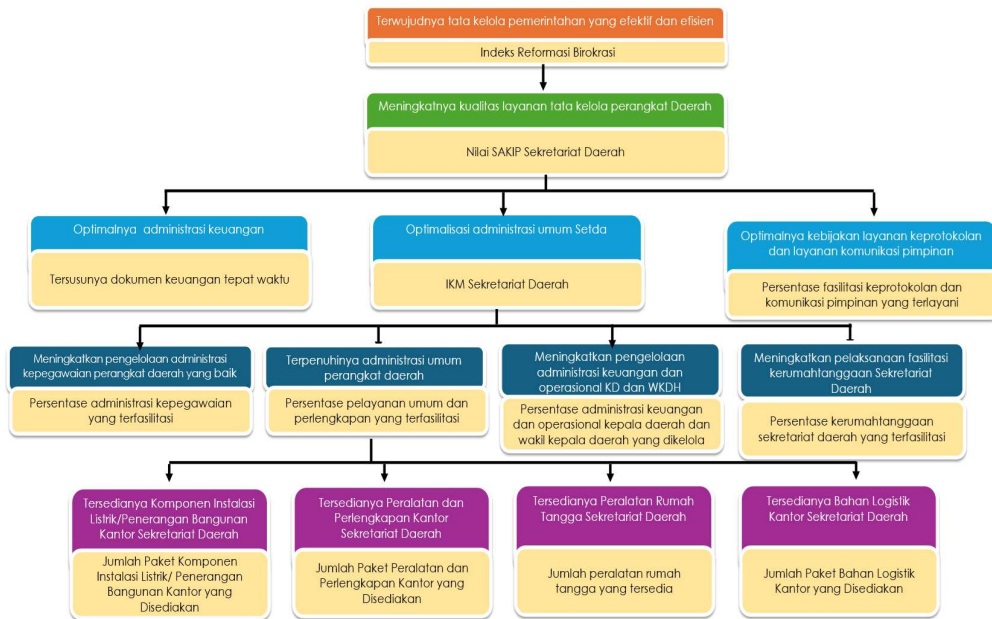 Terwujudnya tata kelola pemerintahan yang efektif dan efisien
Indeks Reformasi Birokrasi
Meningkatnya kualitas layanan tata kelola perangkat Daerah
Nilai SAKIP Sekretariat Daerah
Optimalnya administrasi keuangan
Tersusunya dokumen keuangan tepat waktu
Optimalisasi administrasi umum Setda
IKM Sekretariat Daerah
Optimalnya kebijakan layanan keprotokolan
dan layanan komunikasi pimpinan
Persentase fasilitasi keprotokolan dan
komunikasi pimpinan yang terlayani
Meningkatkan pengelolaan administrasi
kepegawaian perangkat daerah yang baik
Persentase administrasi kepegawaian
yang terfasilitasi
Terpenuhinya administrasi umum
perangkat daerah
Persentase pelayanan umum dan
perlengkapan yang terfasilitasi
Meningkatkan pengelolaan
administrasi keuangan dan
operasional KD dan WKDH
Persentase administrasi keuangan
dan operasional kepala daerah dan
wakil kepala daerah yang dikelola
Meningkatkan pelaksanaan fasilitasi
kerumahtanggaan Sekretariat
Daerah
Persentase kerumahtanggaan
sekretariat daerah yang terfasilitasi
Tersedianya Komponen Instalasi
Listrik/Penerangan Bangunan
Kantor Sekretariat Daerah
Jumlah Paket Komponen
Instalasi Listrik/ Penerangan
Bangunan Kantor yang
Disediakan
Tersedianya Peralatan dan
Perlengkapan Kantor
Sekretariat Daerah
Jumlah Paket Peralatan dan
Perlengkapan Kantor yang
Disediakan
Tersedianya Peralatan Rumah
Tangga Sekretariat Daerah
Jumlah peralatan rumah
tangga yang tersedia
Tersedianya Bahan Logistik
Kantor Sekretariat Daerah
Jumlah Paket Bahan Logistik
Kantor yang Disediakan